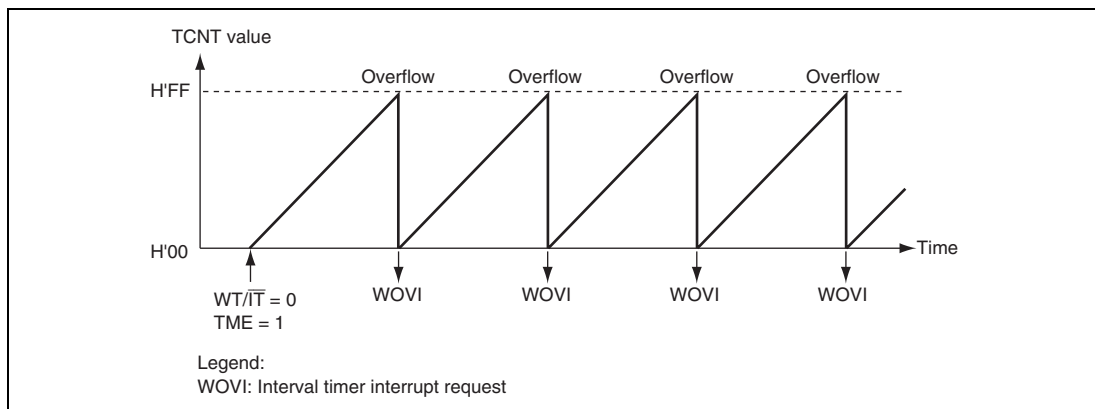 TCNT value
Overflow Overflow Overflow Overflow
H'FF
H'00
Time
WOVI WOVI WOVI WOVI
WT/I̅T̅ = 0
TME = 1
Legend:
WOVI: Interval timer interrupt request